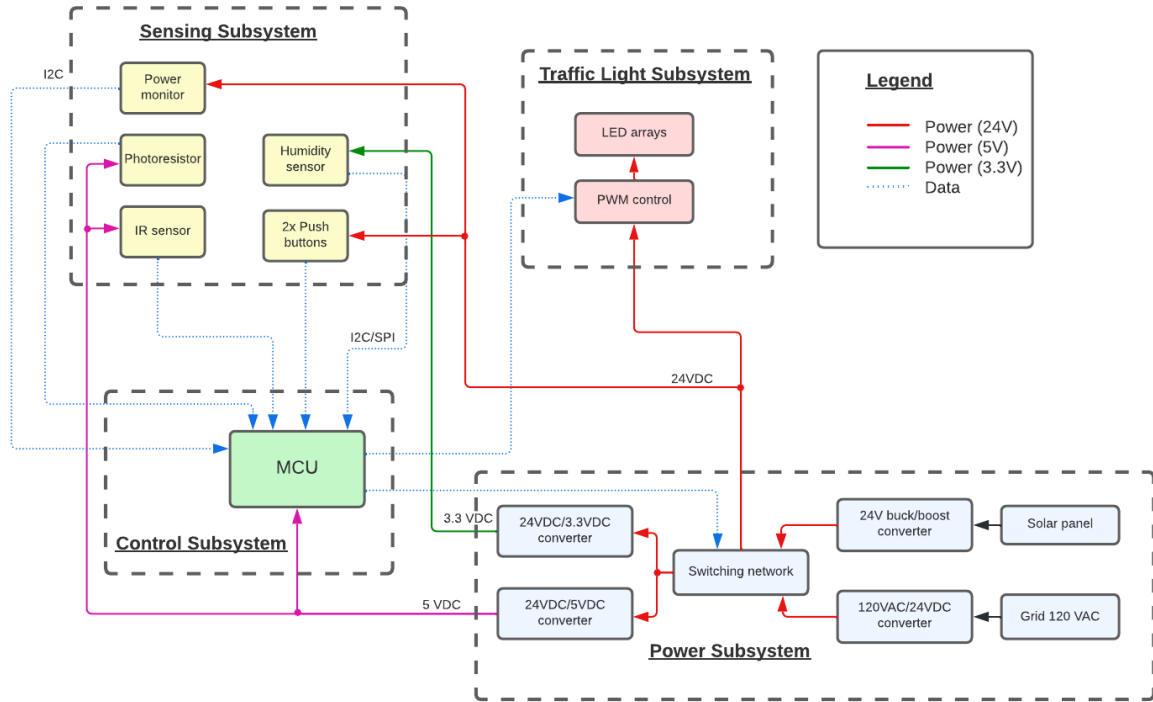 Sensing Subsystem
I2C
Power
monitor
Photoresistor
Humidity
sensor
IR sensor
2x Push
buttons
I2C/SPI
Traffic Light Subsystem
LED arrays
PWM control
Legend
Power (24V)
Power (5V)
Power (3.3V)
Data
24VDC
MCU
Control Subsystem
3.3 VDC
5 VDC
24VDC/3.3VDC
converter
24VDC/5VDC
converter
Switching network
24V buck/boost
converter
Solar panel
120VAC/24VDC
converter
Grid 120 VAC
Power Subsystem